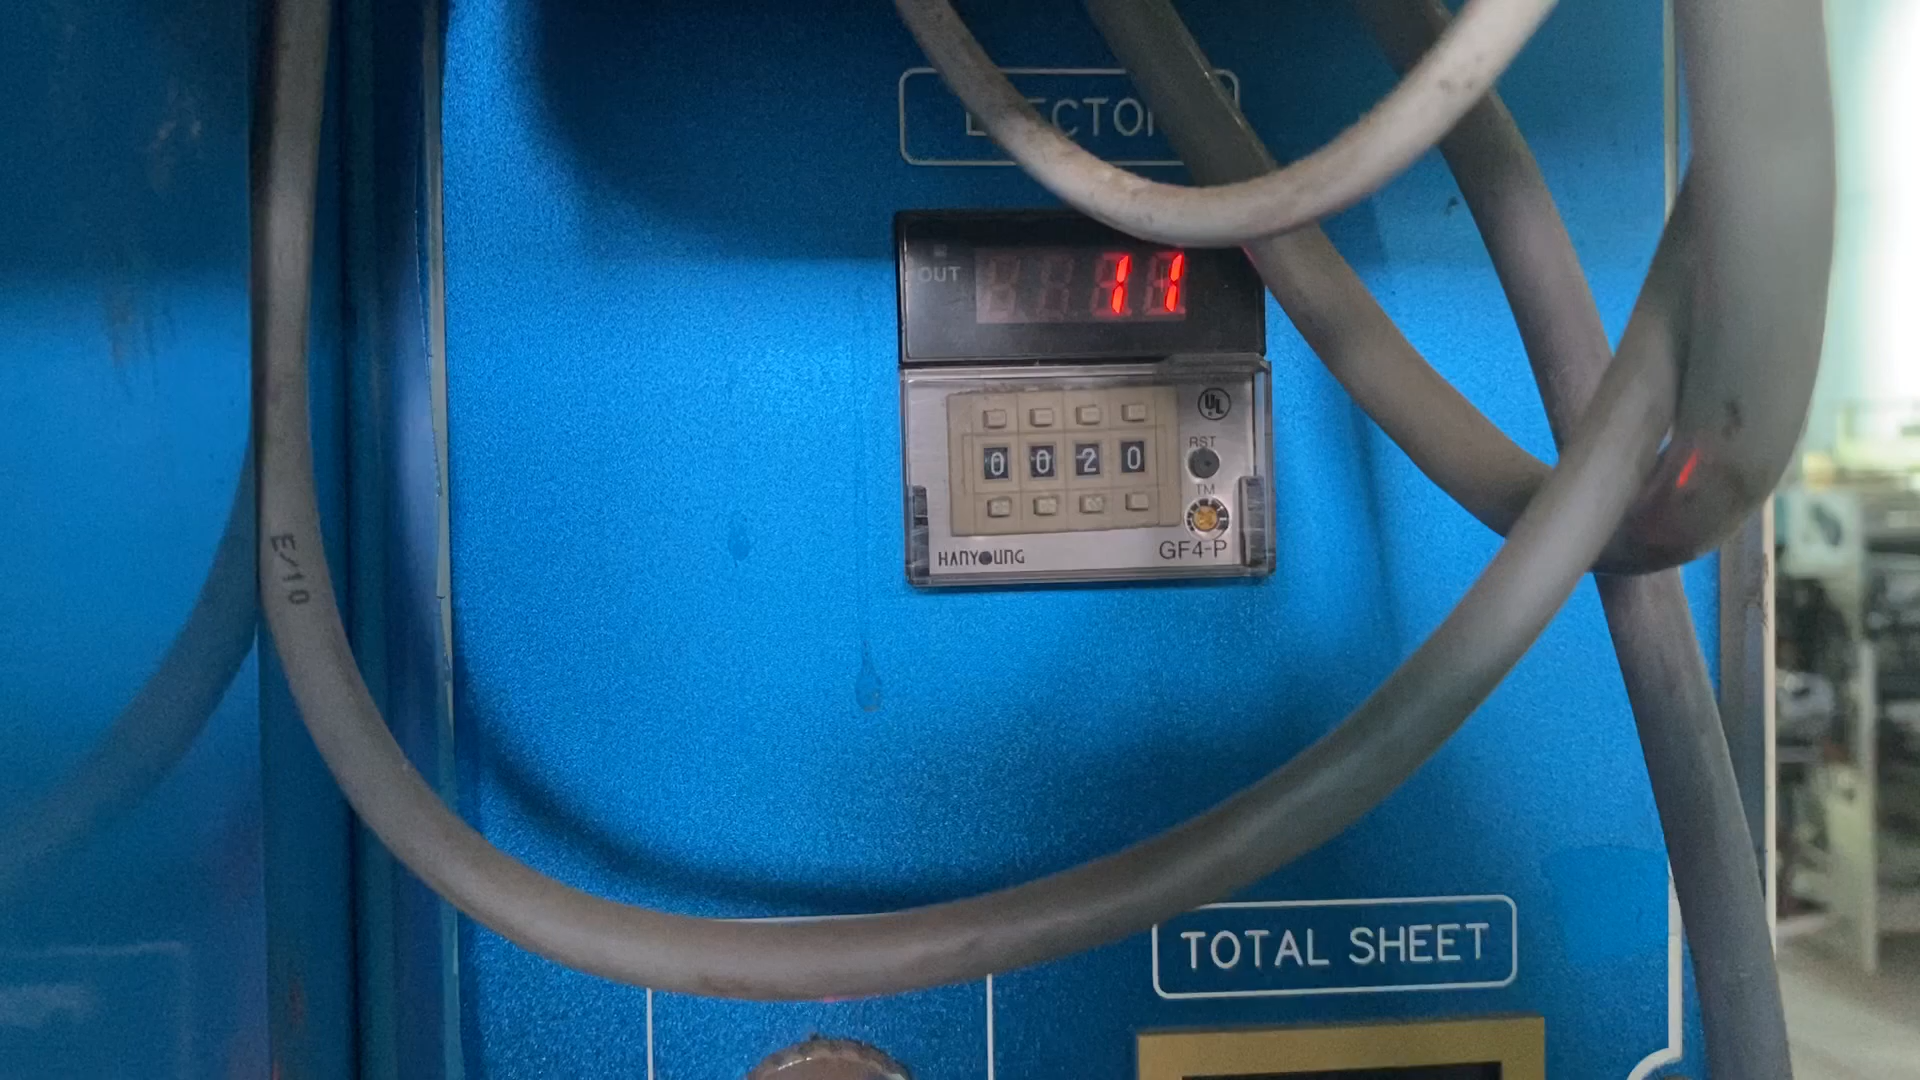 OUT
11
UL
RST
0 0 2 0
TM
HANYOUNG
GF4-P
E/10
TOTAL SHEET